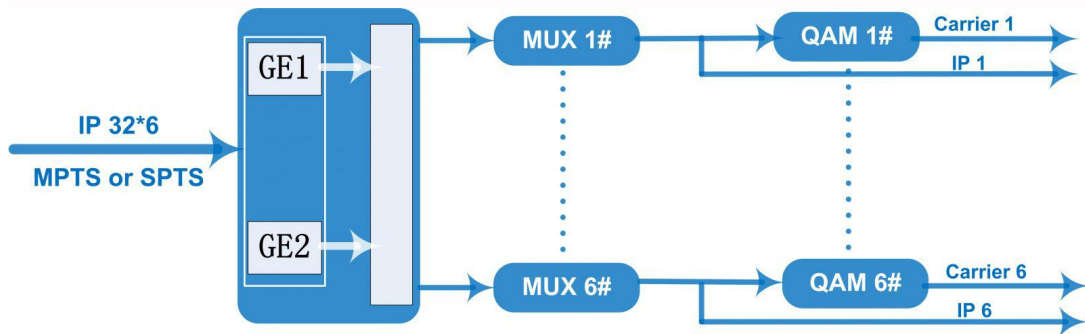 IP 32*6
MPTS or SPTS
GE1
GE2
MUX 1#
QAM 1#
Carrier 1
IP 1
MUX 6#
QAM 6#
Carrier 6
IP 6